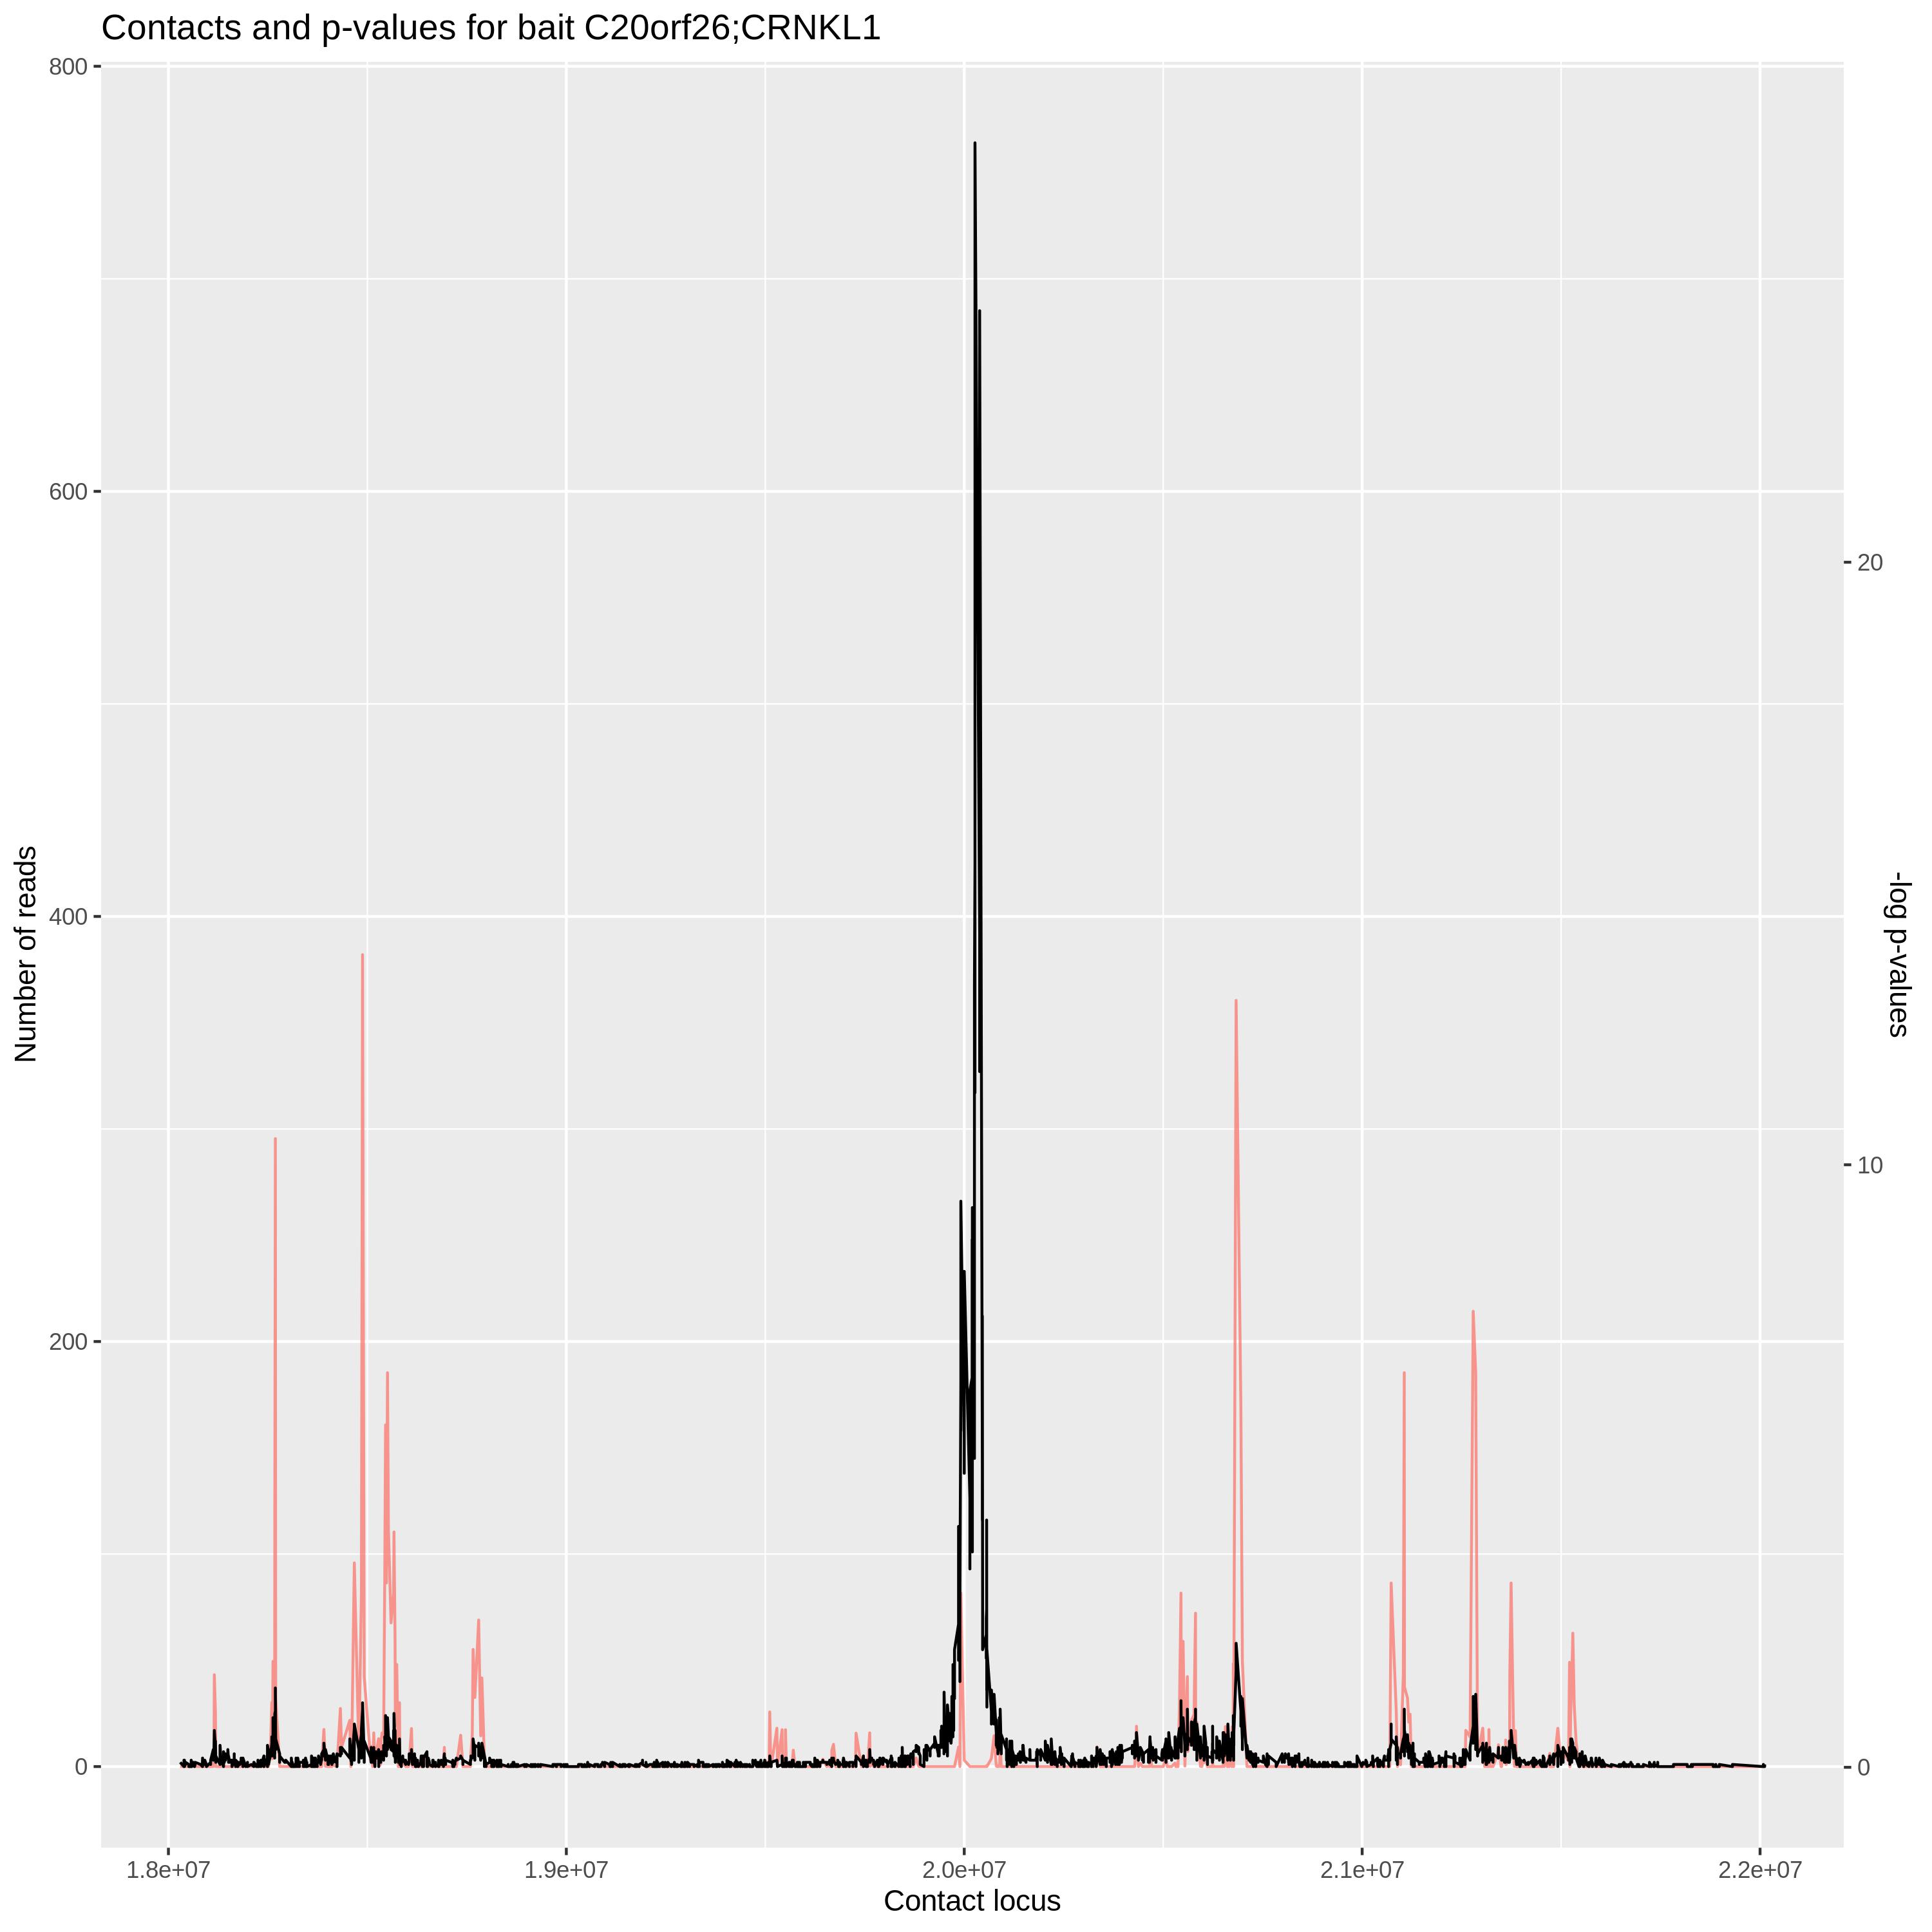 Contacts and p-values for bait C20orf26;CRNKL1
800
600
400
200
0
Number of reads
20
10
0
-log p-values
1.8e+07 1.9e+07 2.0e+07 2.1e+07 2.2e+07
Contact locus